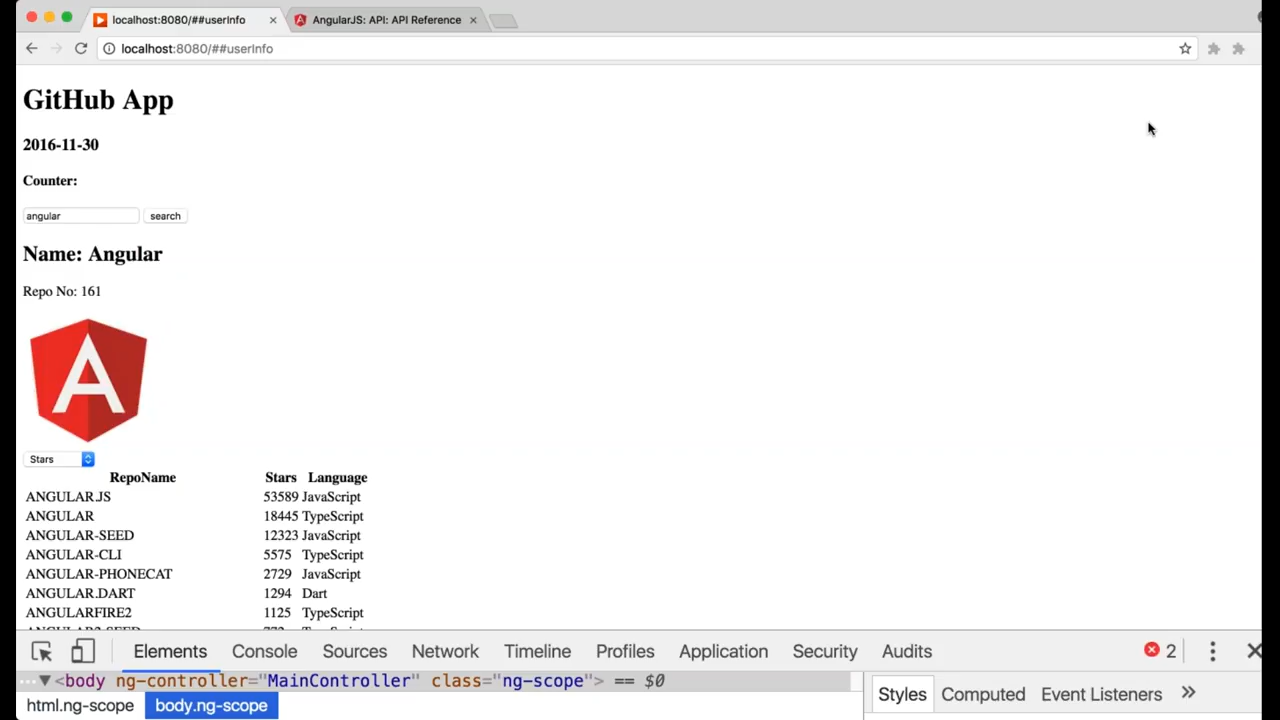 localhost:8080/##userInfo × AngularJS: API: API Reference ×
localhost:8080/##userInfo
GitHub App
2016-11-30
Counter:
angular search
Name: Angular
Repo No: 161
A
Stars
RepoName Stars Language
ANGULAR.JS 53589 JavaScript
ANGULAR 18445 TypeScript
ANGULAR-SEED 12323 JavaScript
ANGULAR-CLI 5575 TypeScript
ANGULAR-PHONECAT 2729 JavaScript
ANGULAR.DART 1294 Dart
ANGULARFIRE2 1125 TypeScript
Elements Console Sources Network Timeline Profiles Application Security Audits 2
…▼<body ng-controller="MainController" class="ng-scope"> == $0
Styles Computed Event Listeners »
html.ng-scope body.ng-scope